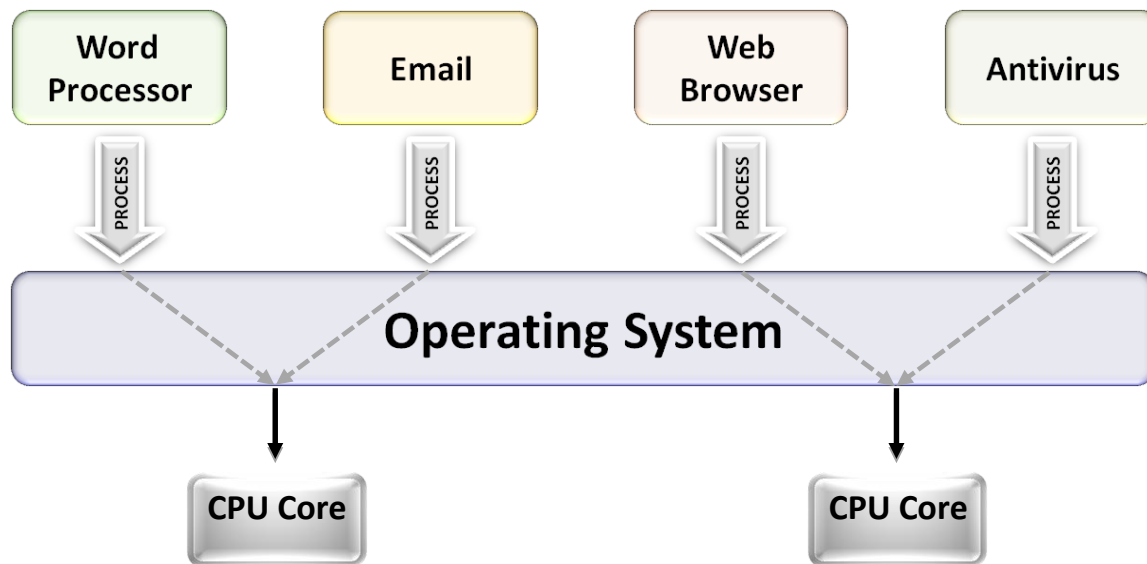 Word
Processor
Email
Web
Browser
Antivirus
PROCESS
PROCESS
PROCESS
PROCESS
Operating System
CPU Core
CPU Core